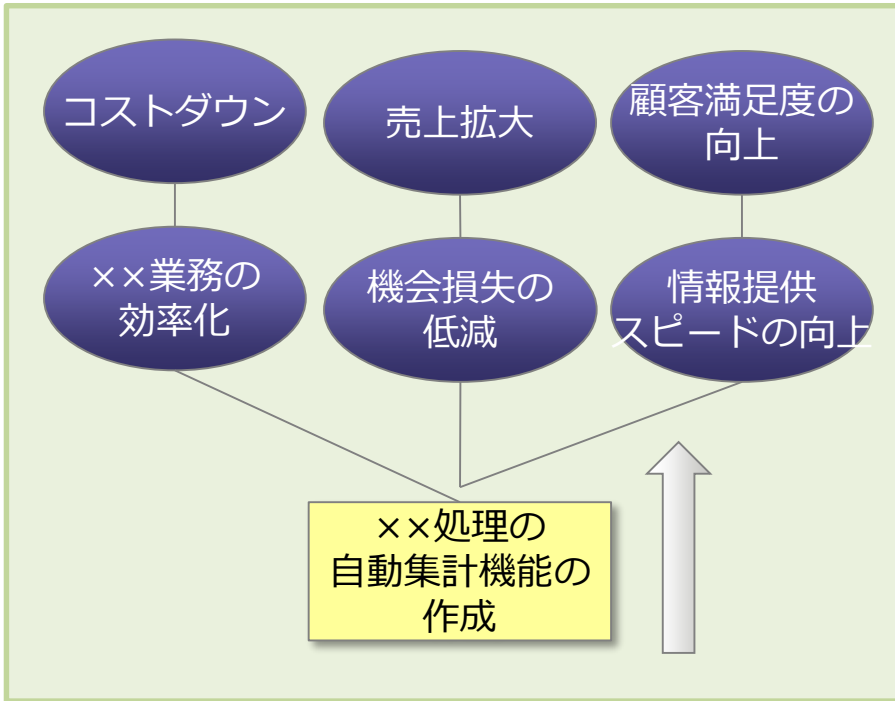 コストダウン
売上拡大
顧客満足度の
向上
××業務の
効率化
機会損失の
低減
情報提供
スピードの向上
××処理の
自動集計機能の
作成